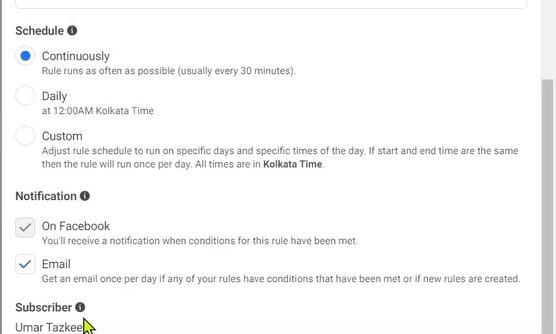 Schedule
Continuously
Rule runs as often as possible (usually every 30 minutes).
Daily
at 12:00AM Kolkata Time
Custom
Adjust rule schedule to run on specific days and specific times of the day. If start and end time are the same
then the rule will run once per day. All times are in Kolkata Time.
Notification
On Facebook
You'll receive a notification when conditions for this rule have been met.
Email
Get an email once per day if any of your rules have conditions that have been met or if new rules are created.
Subscriber
Umar